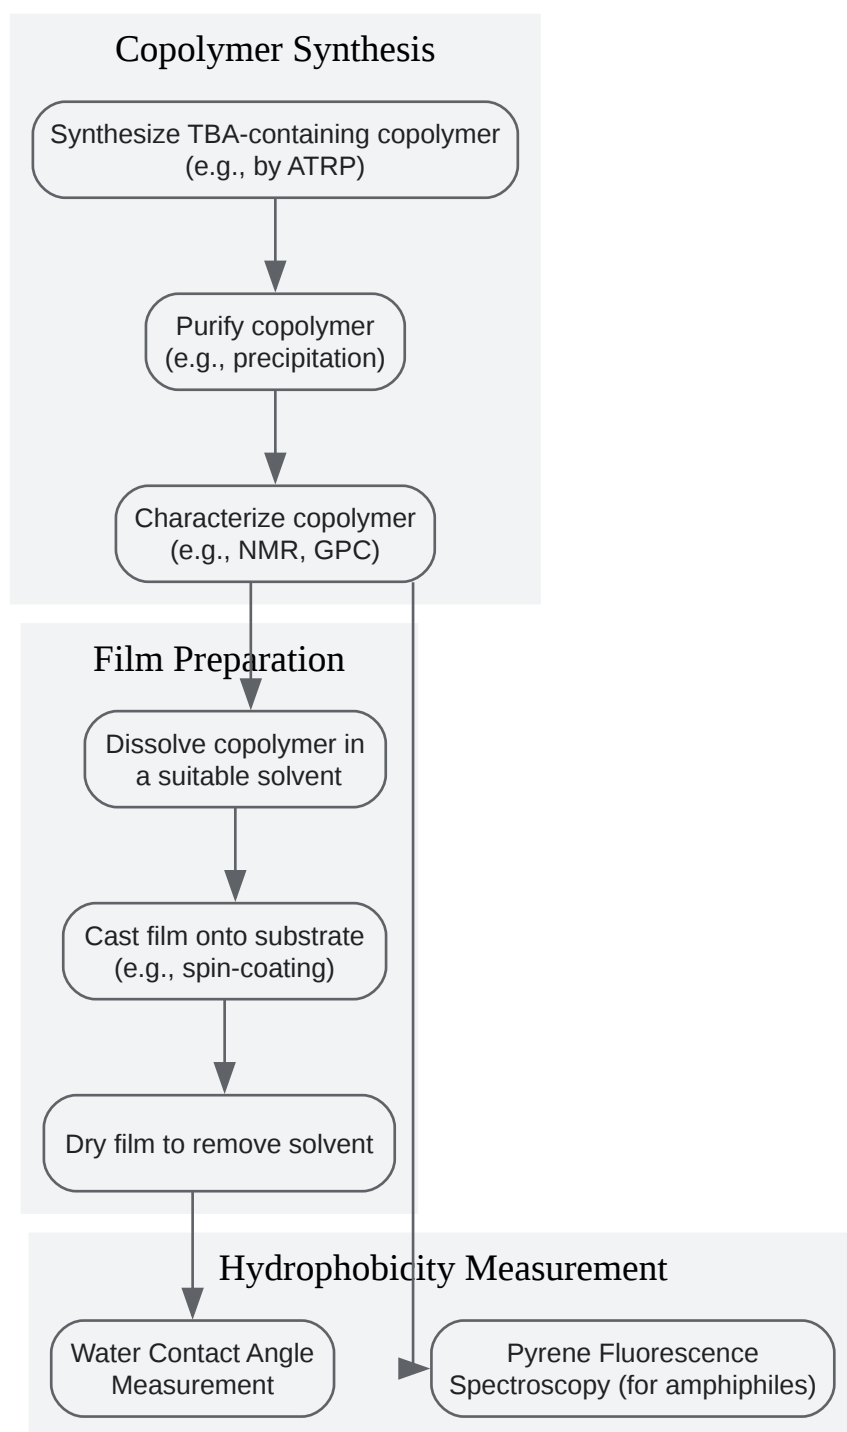 Copolymer Synthesis
Synthesize TBA-containing copolymer
(e.g., by ATRP)
Purify copolymer
(e.g., precipitation)
Characterize copolymer
(e.g., NMR, GPC)
Film Preparation
Dissolve copolymer in
a suitable solvent
Cast film onto substrate
(e.g., spin-coating)
Dry film to remove solvent
Hydrophobicity Measurement
Water Contact Angle
Measurement
Pyrene Fluorescence
Spectroscopy (for amphiphiles)